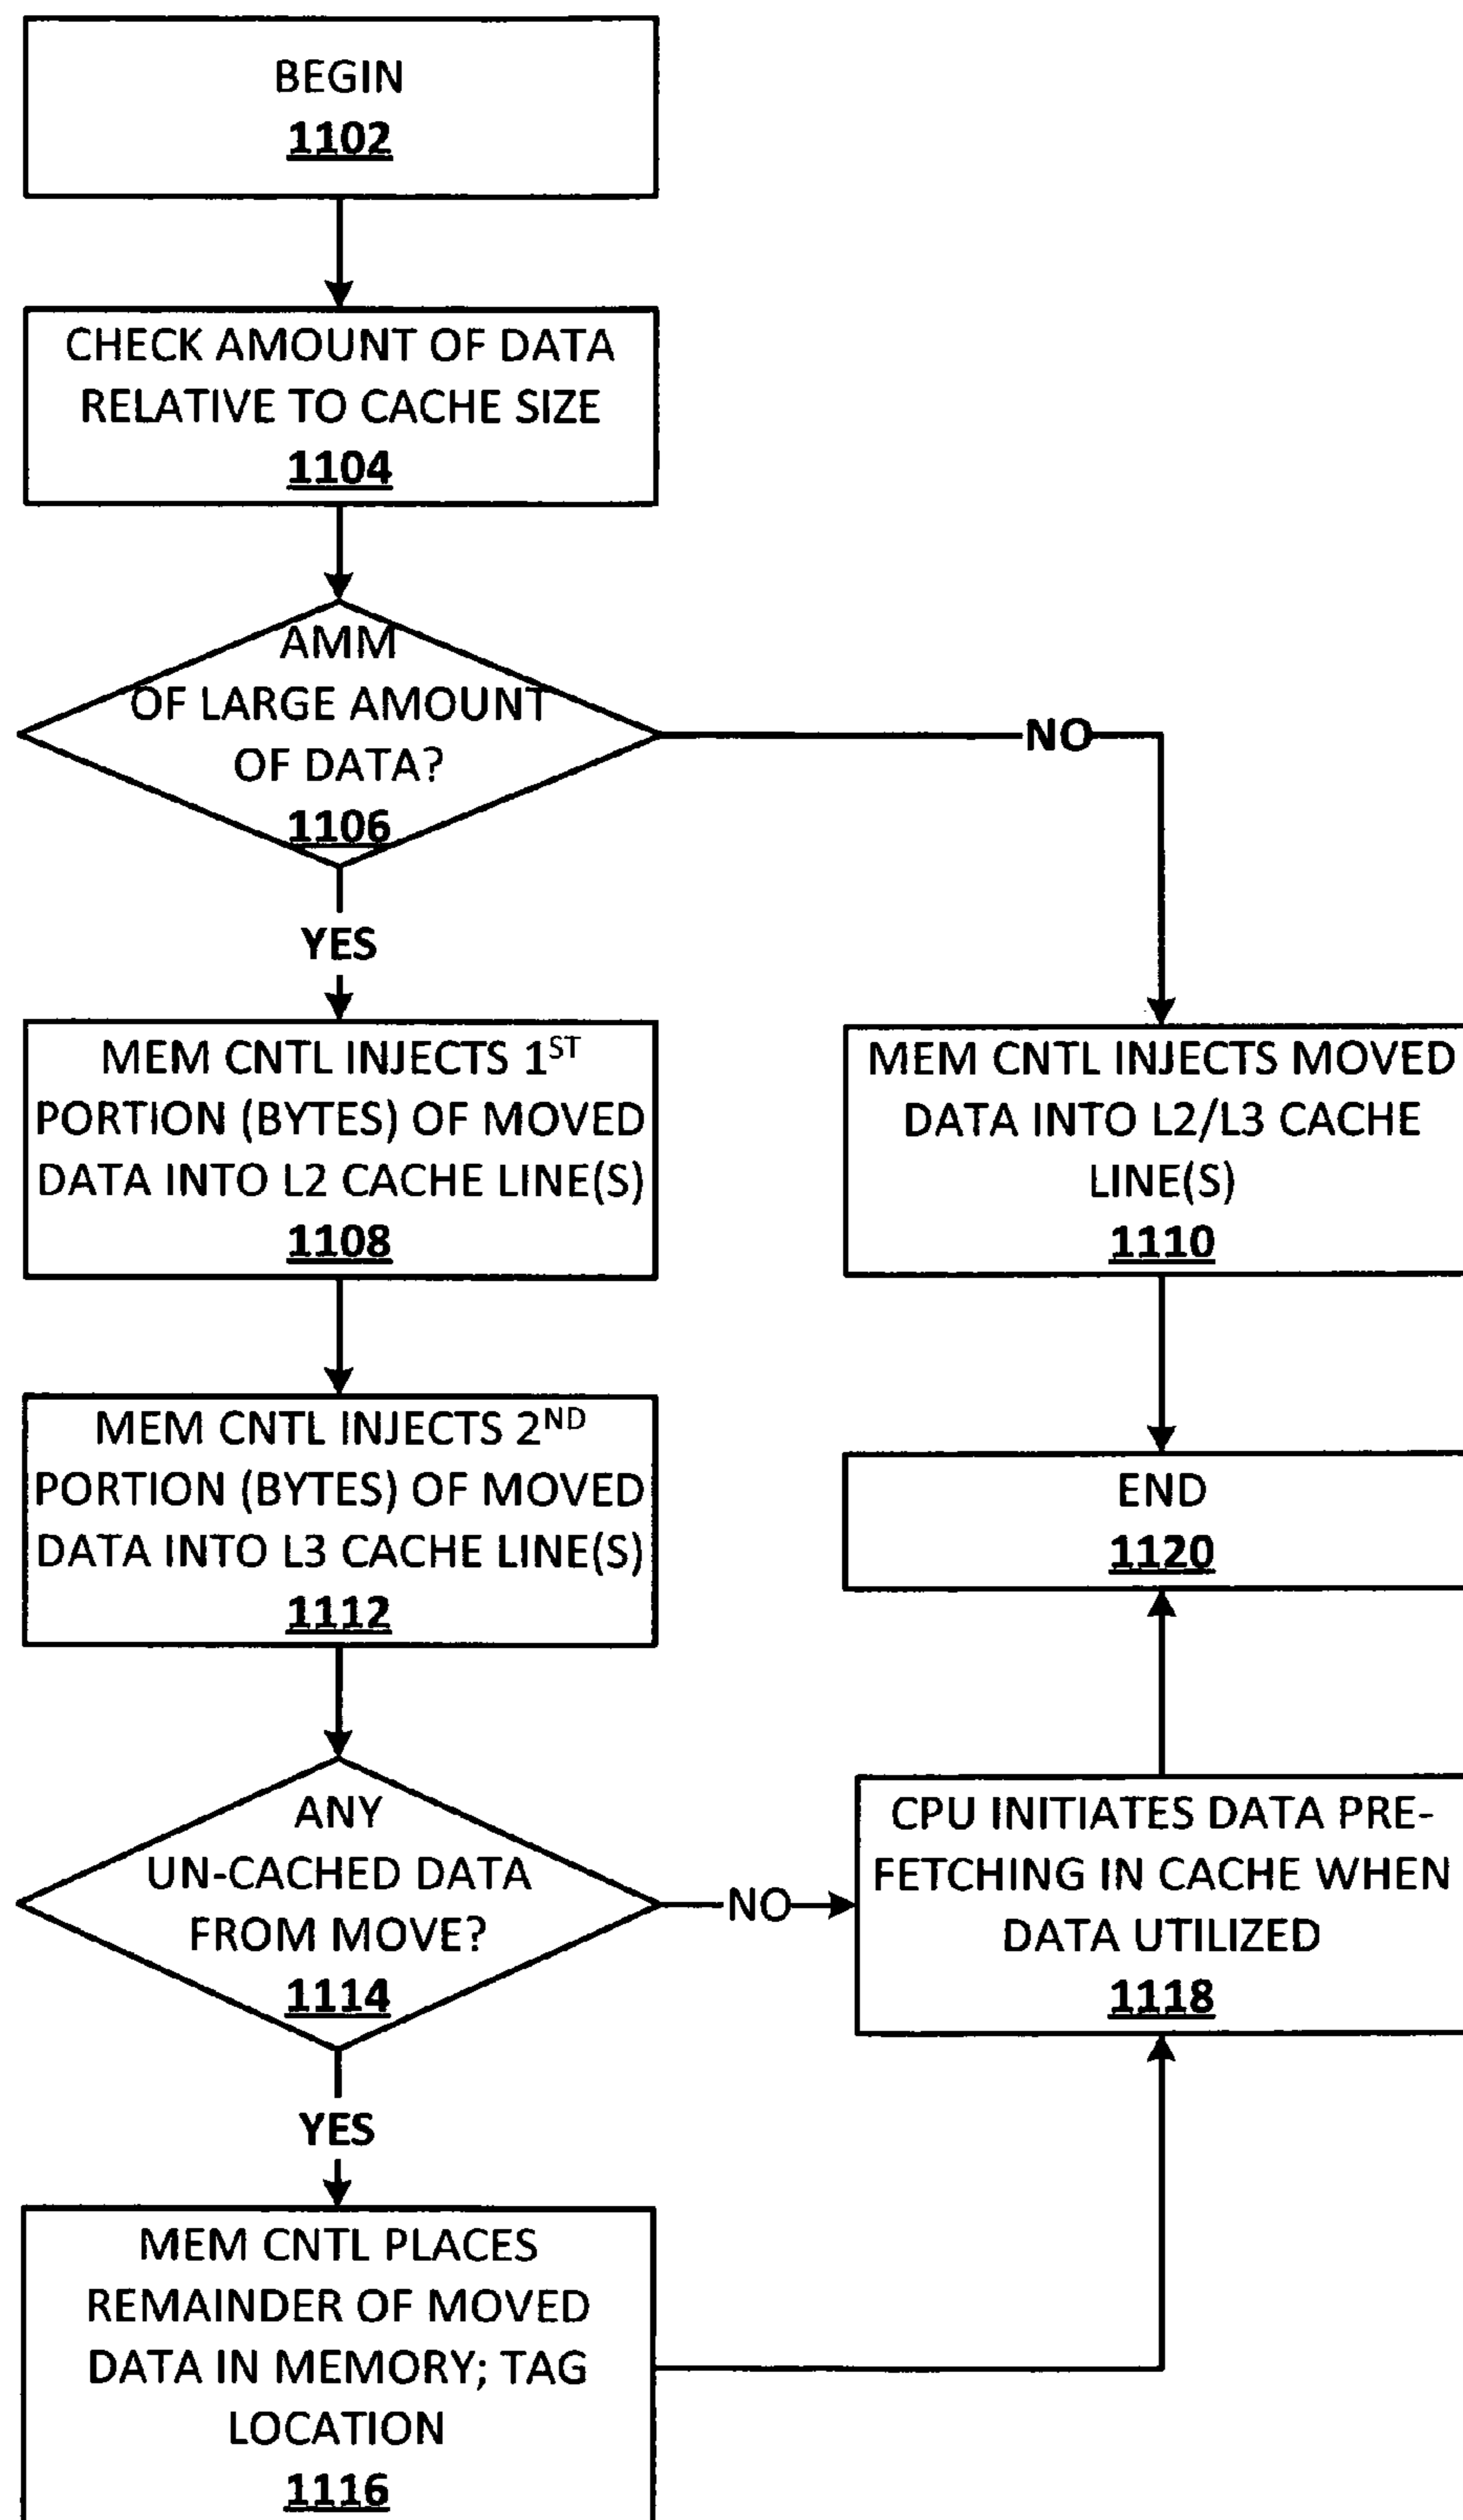 BEGIN
1102
CHECK AMOUNT OF DATA
RELATIVE TO CACHE SIZE
1104
AMM
OF LARGE AMOUNT
OF DATA?
1106
NO
YES
MEM CNTL INJECTS 1ST
PORTION (BYTES) OF MOVED
DATA INTO L2 CACHE LINE(S)
1108
MEM CNTL INJECTS MOVED
DATA INTO L2/L3 CACHE
LINE(S)
1110
MEM CNTL INJECTS 2ND
PORTION (BYTES) OF MOVED
DATA INTO L3 CACHE LINE(S)
1112
END
1120
ANY
UN-CACHED DATA
FROM MOVE?
1114
NO
CPU INITIATES DATA PRE-
FETCHING IN CACHE WHEN
DATA UTILIZED
1118
YES
MEM CNTL PLACES
REMAINDER OF MOVED
DATA IN MEMORY; TAG
LOCATION
1116